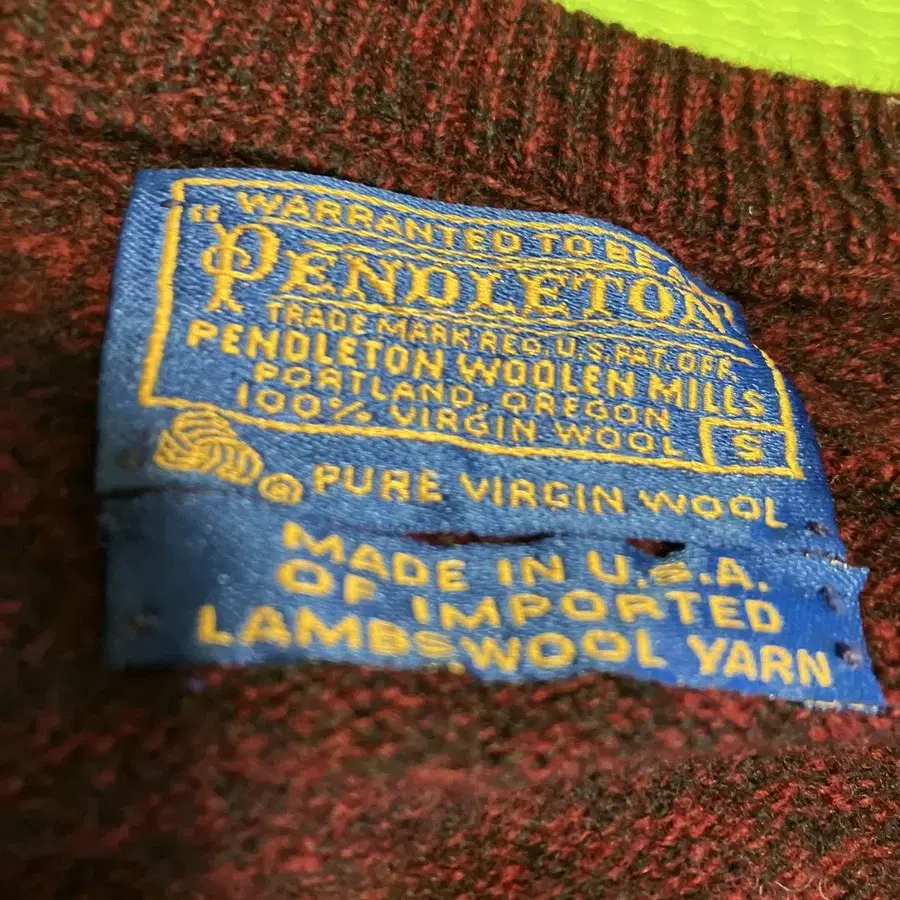 WARRANTED TO BE A
"PENDLETON"
TRADE MARK REG. U.S. PAT. OFF.
PENDLETON WOOLEN MILLS
PORTLAND, OREGON
100% VIRGIN WOOL
S
® PURE VIRGIN WOOL
MADE IN U.S.A.
OF IMPORTED
LAMBSWOOL YARN